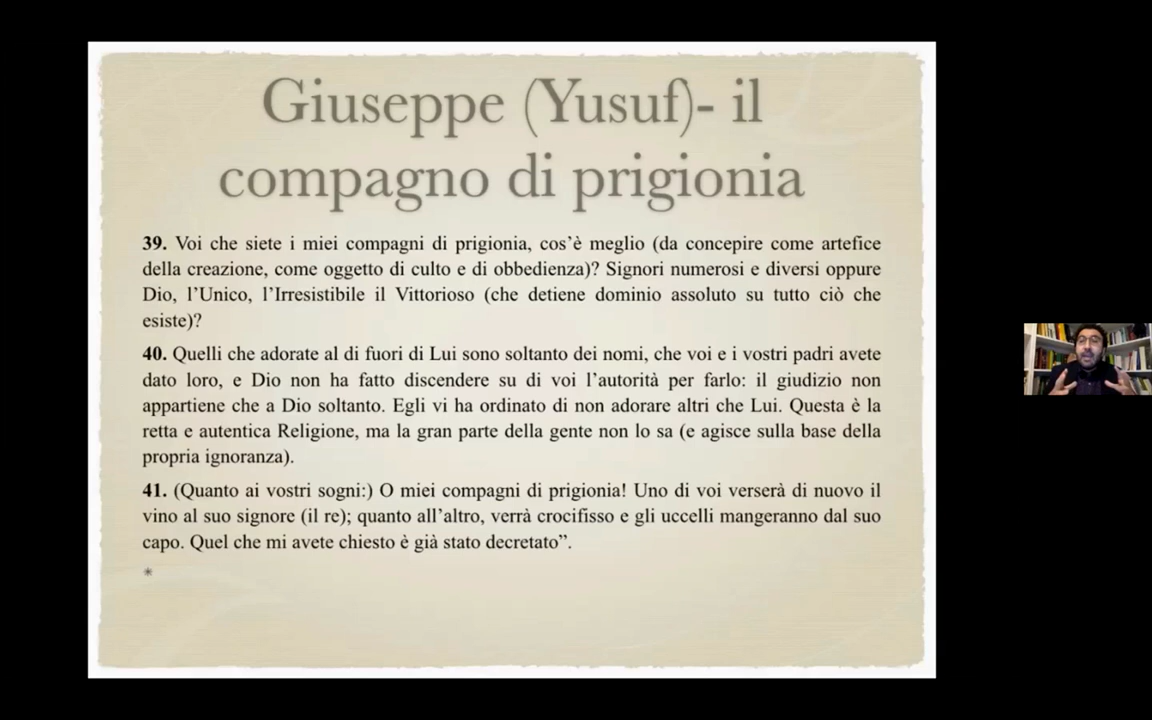 Giuseppe (Yusuf)- il
compagno di prigionia
39. Voi che siete i miei compagni di prigionia, cos’è meglio (da concepire come artefice
della creazione, come oggetto di culto e di obbedienza)? Signori numerosi e diversi oppure
Dio, l’Unico, l’Irresistibile il Vittorioso (che detiene dominio assoluto su tutto ciò che
esiste)?
40. Quelli che adorate al di fuori di Lui sono soltanto dei nomi, che voi e i vostri padri avete
dato loro, e Dio non ha fatto discendere su di voi l’autorità per farlo: il giudizio non
appartiene che a Dio soltanto. Egli vi ha ordinato di non adorare altri che Lui. Questa è la
retta e autentica Religione, ma la gran parte della gente non lo sa (e agisce sulla base della
propria ignoranza).
41. (Quanto ai vostri sogni:) O miei compagni di prigionia! Uno di voi verserà di nuovo il
vino al suo signore (il re); quanto all’altro, verrà crocifisso e gli uccelli mangeranno dal suo
capo. Quel che mi avete chiesto è già stato decretato”.
*